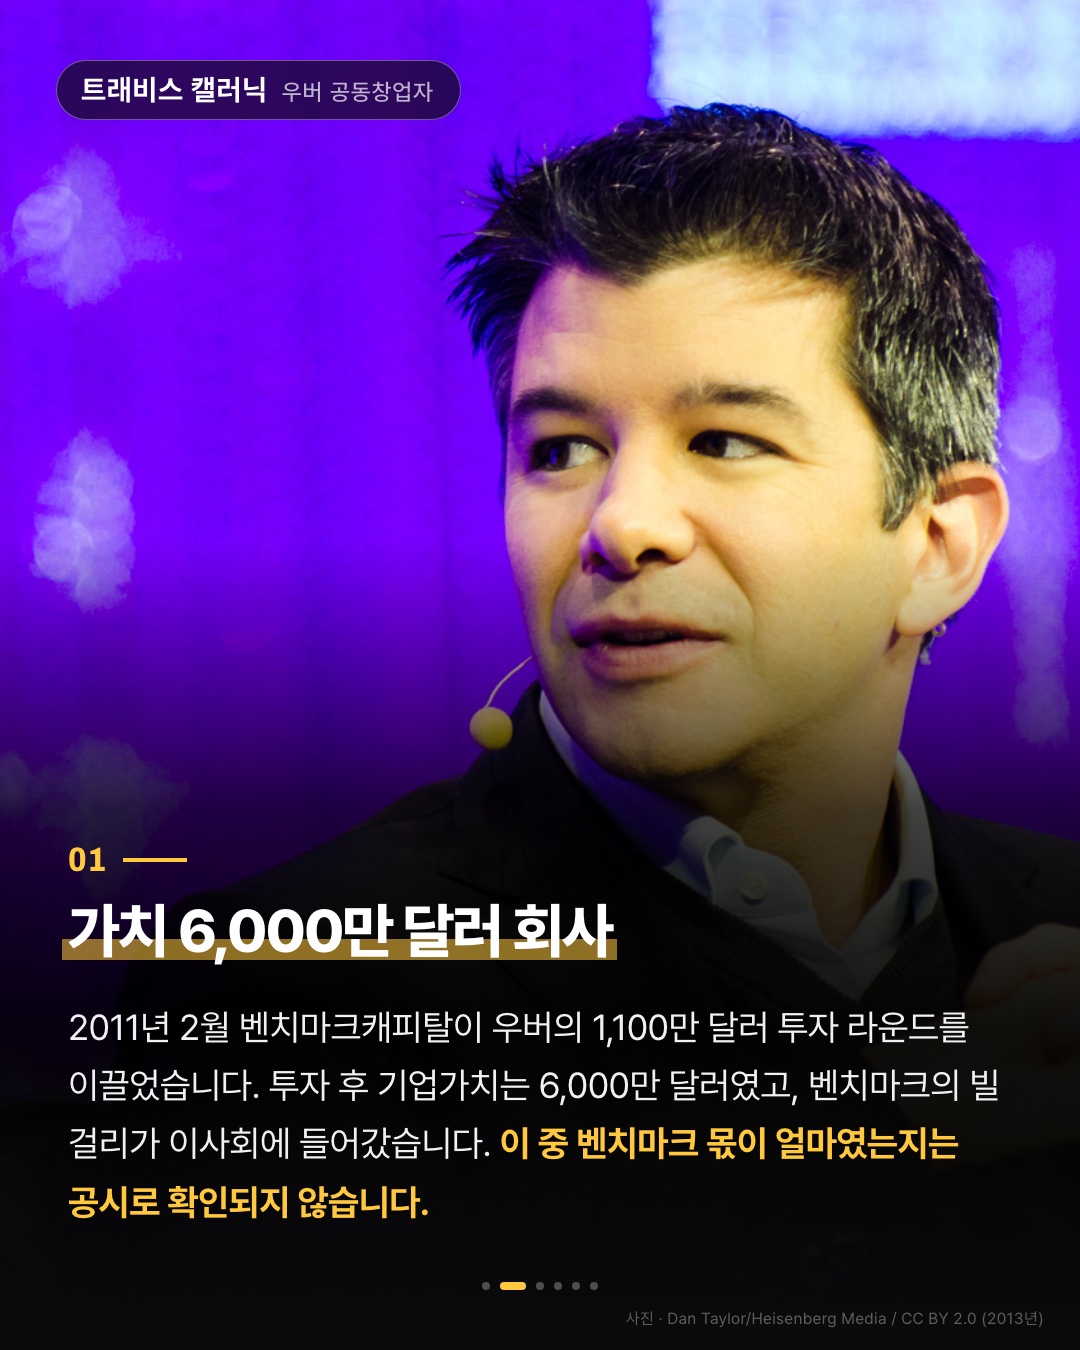 트래비스 캘러닉 우버 공동창업자
01
가치 6,000만 달러 회사
2011년 2월 벤치마크캐피탈이 우버의 1,100만 달러 투자 라운드를
이끌었습니다. 투자 후 기업가치는 6,000만 달러였고, 벤치마크의 빌
걸리가 이사회에 들어갔습니다. 이 중 벤치마크 몫이 얼마였는지는
공시로 확인되지 않습니다.
사진 · Dan Taylor/Heisenberg Media / CC BY 2.0 (2013년)